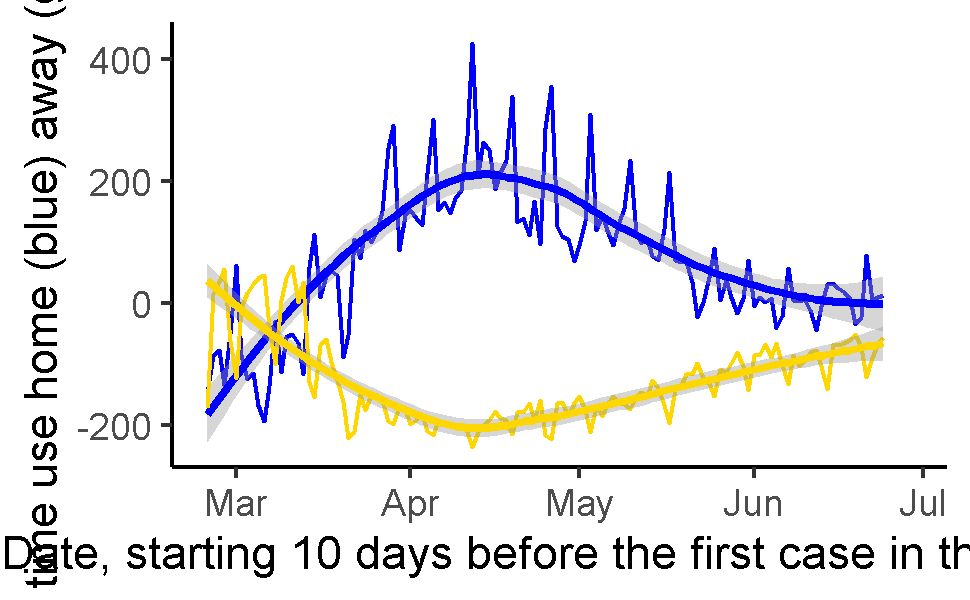 time use home (blue) away (
400
200
0
-200
Mar Apr May Jun Jul
Date, starting 10 days before the first case in th